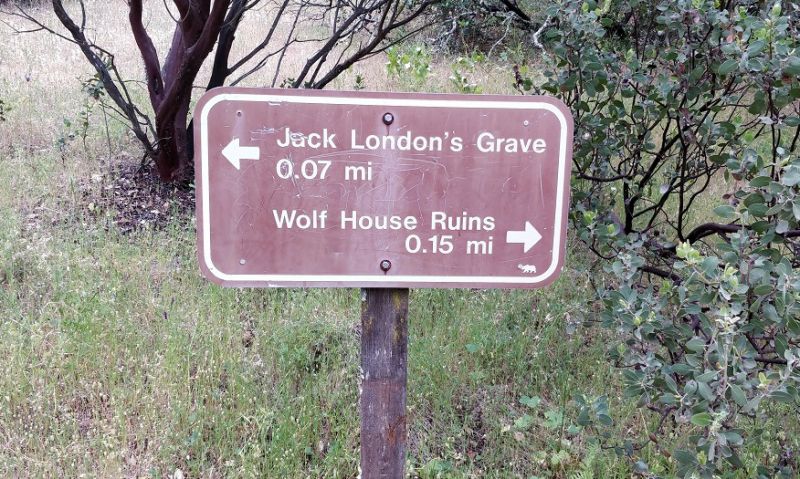 Jack London's Grave
0.07 mi
Wolf House Ruins
0.15 mi